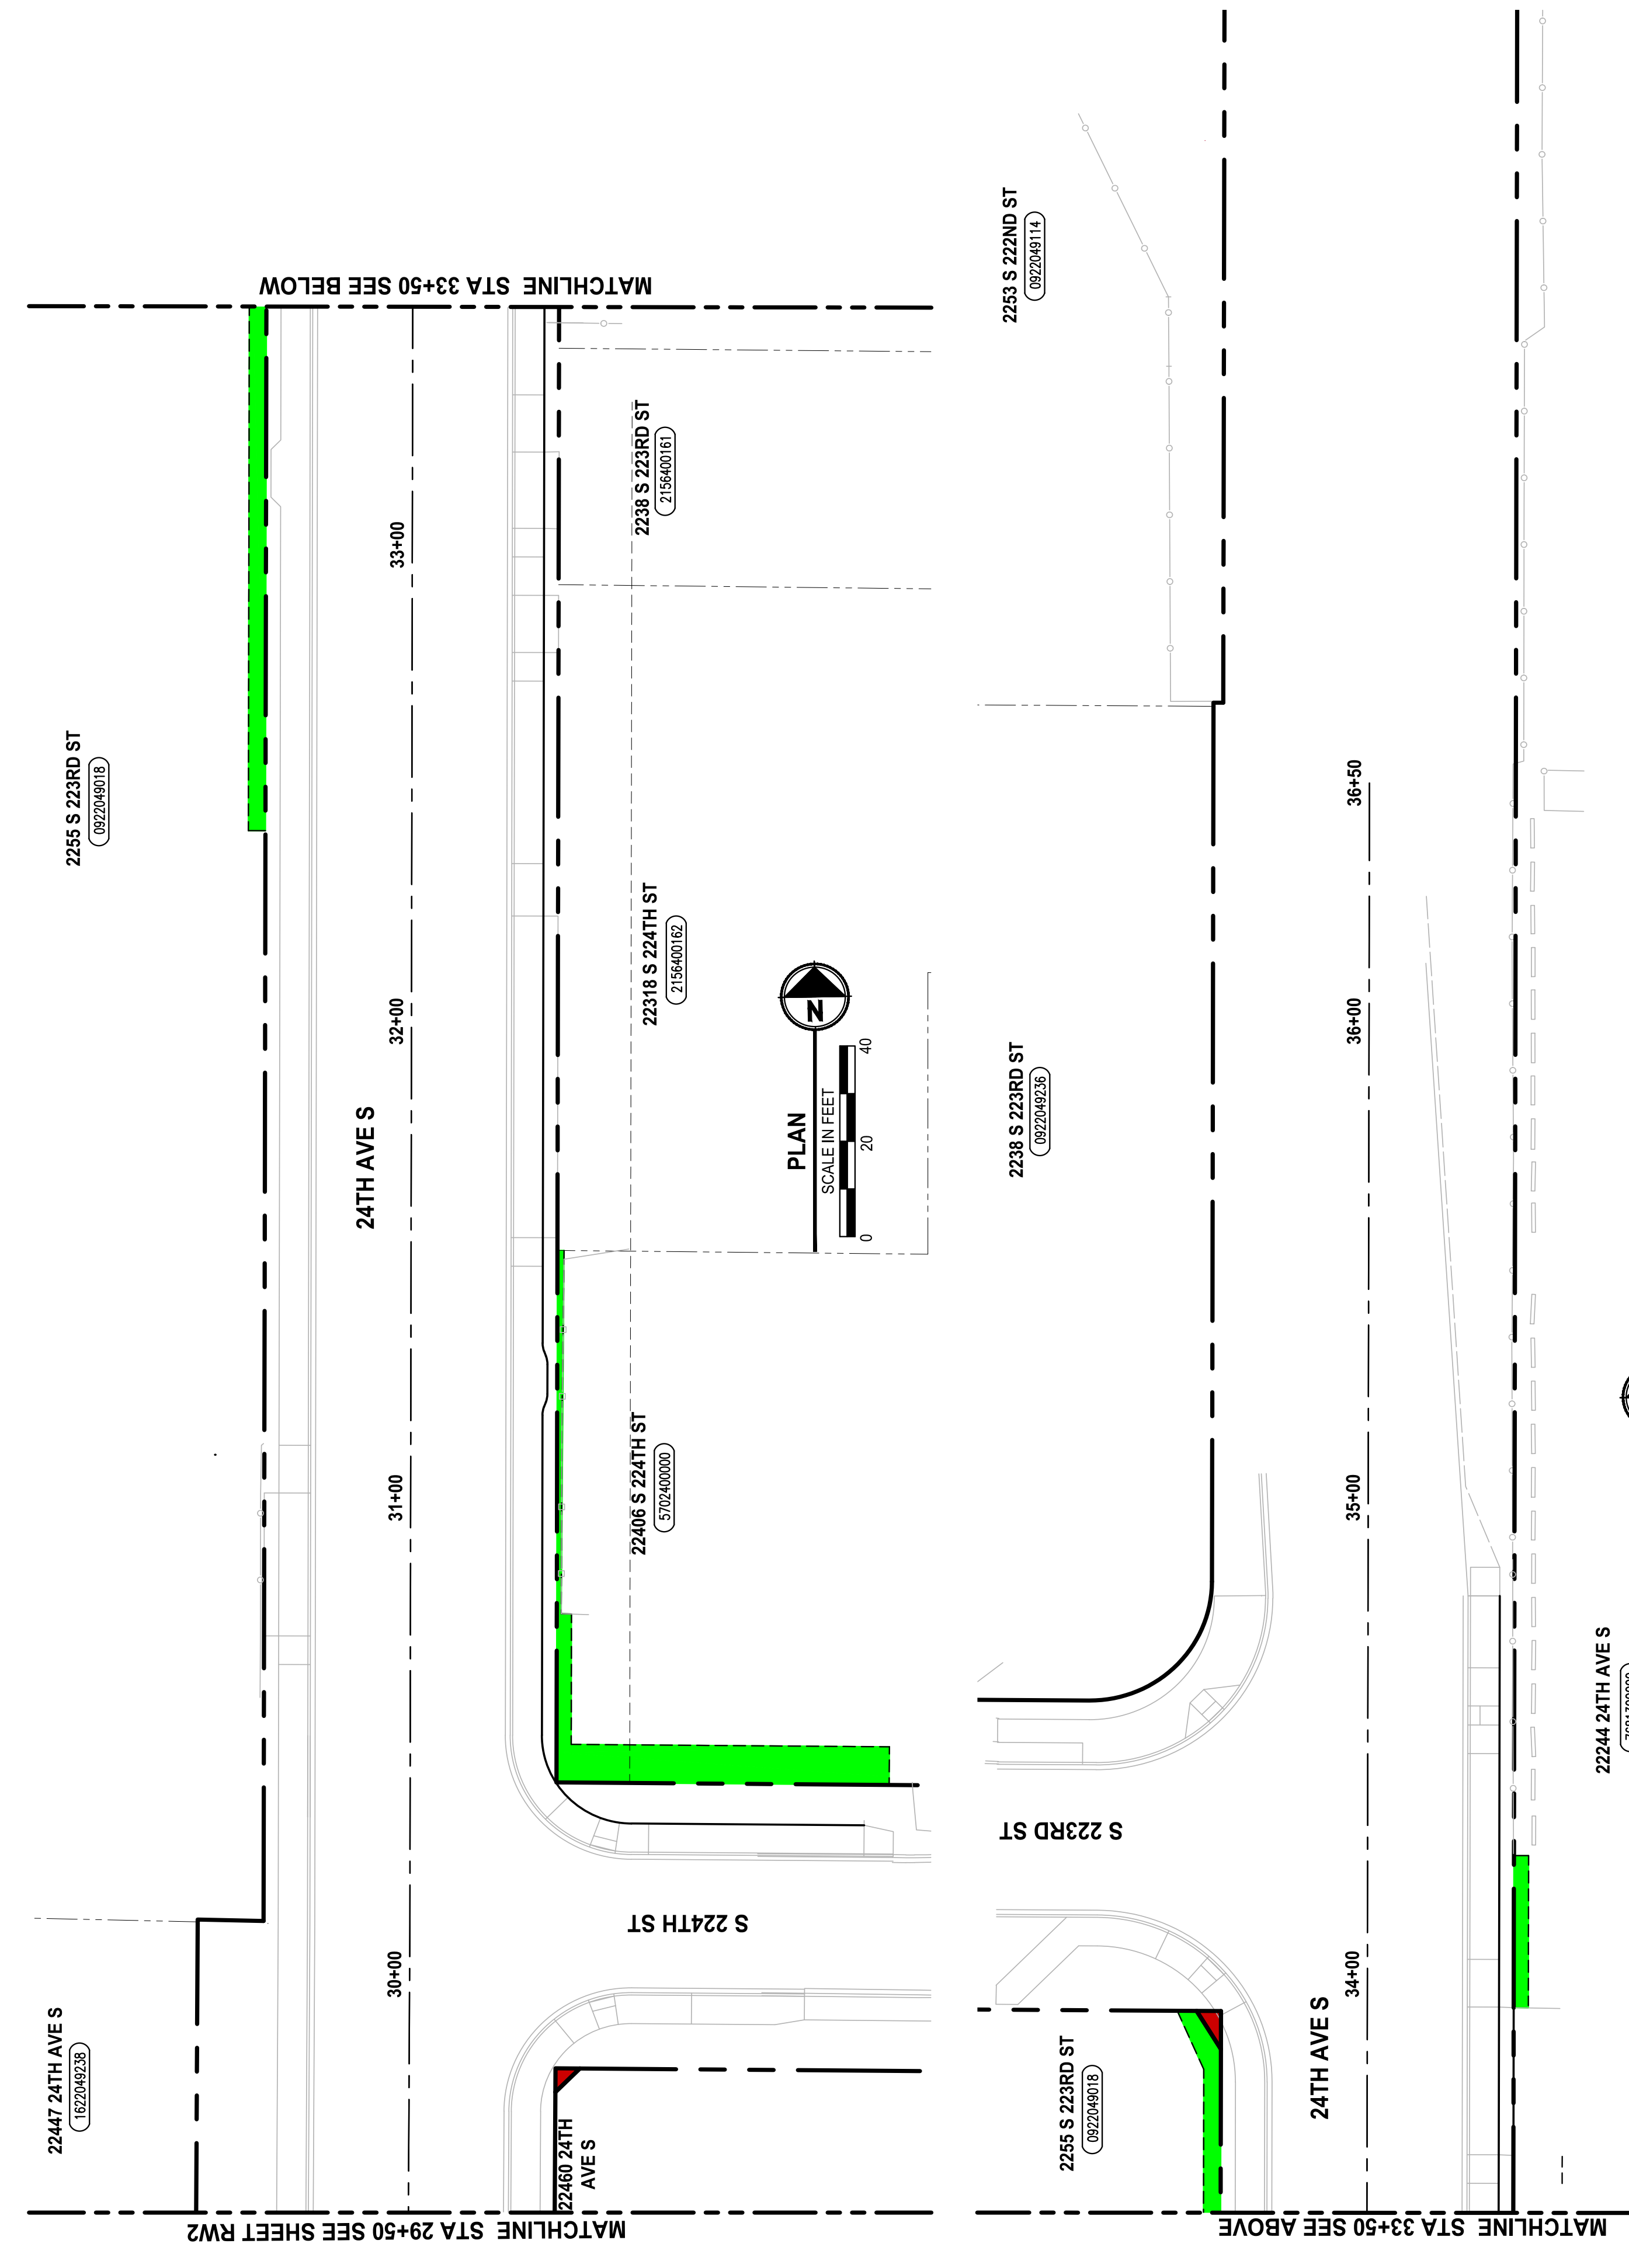 22447 24TH AVE S
1622049238
2255 S 223RD ST
0922049018
24TH AVE S
30+00
31+00
32+00
33+00
MATCHLINE STA 29+50 SEE SHEET RW2
MATCHLINE STA 33+50 SEE BELOW
22460 24TH
AVE S
S 224TH ST
22406 S 224TH ST
5702400000
22318 S 224TH ST
2156400162
2238 S 223RD ST
2156400161
PLAN
SCALE IN FEET
0
20
40
N
2253 S 222ND ST
0922049114
2238 S 223RD ST
0922049236
2255 S 223RD ST
0922049018
S 223RD ST
24TH AVE S
34+00
35+00
36+00
36+50
MATCHLINE STA 33+50 SEE ABOVE
22244 24TH AVE S